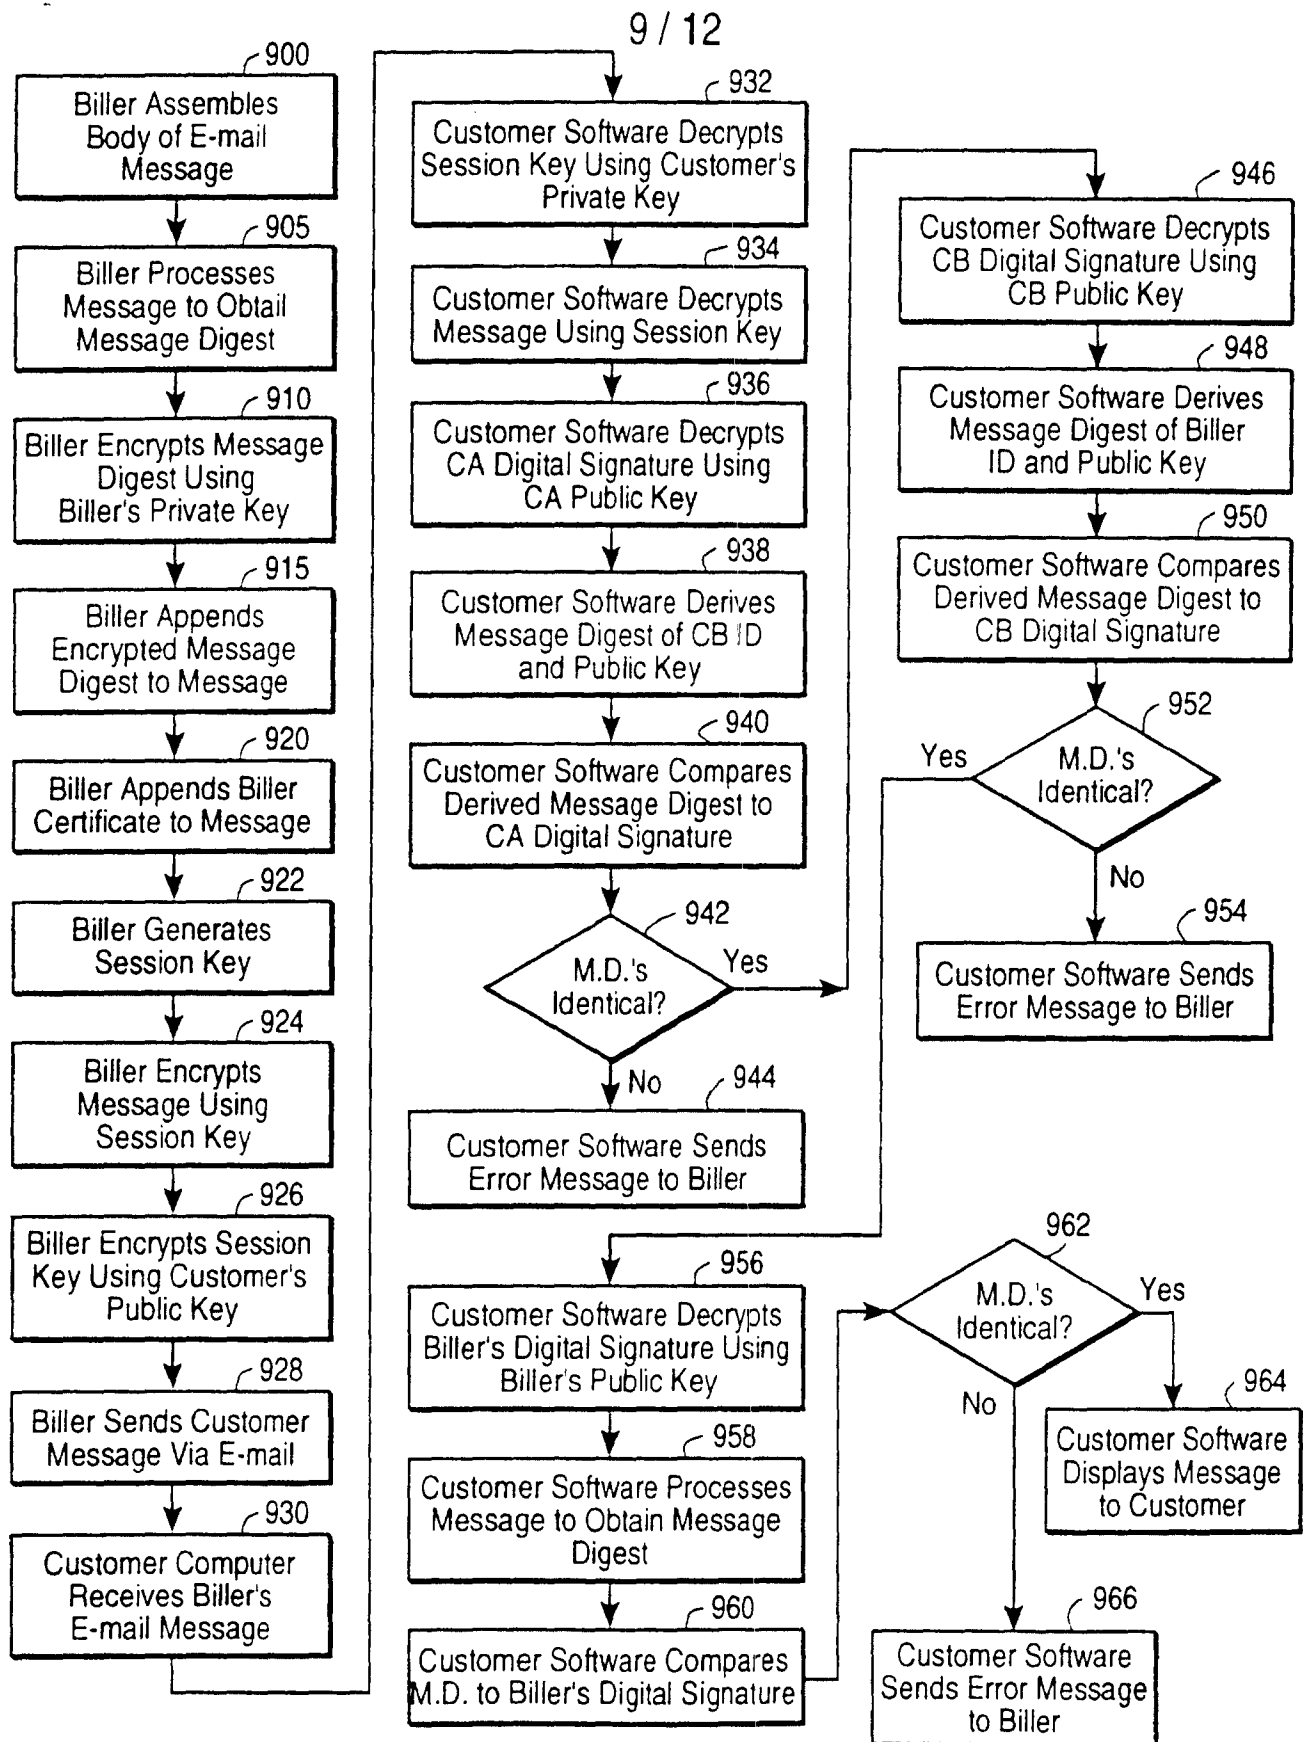 9 / 12
900
Biller Assembles
Body of E-mail
Message
905
Biller Processes
Message to Obtail
Message Digest
910
Biller Encrypts Message
Digest Using
Biller's Private Key
915
Biller Appends
Encrypted Message
Digest to Message
920
Biller Appends Biller
Certificate to Message
922
Biller Generates
Session Key
924
Biller Encrypts
Message Using
Session Key
926
Biller Encrypts Session
Key Using Customer's
Public Key
928
Biller Sends Customer
Message Via E-mail
930
Customer Computer
Receives Biller's
E-mail Message
932
Customer Software Decrypts
Session Key Using Customer's
Private Key
934
Customer Software Decrypts
Message Using Session Key
936
Customer Software Decrypts
CA Digital Signature Using
CA Public Key
938
Customer Software Derives
Message Digest of CB ID
and Public Key
940
Customer Software Compares
Derived Message Digest to
CA Digital Signature
942
M.D.'s
Identical?
Yes
No
944
Customer Software Sends
Error Message to Biller
946
Customer Software Decrypts
CB Digital Signature Using
CB Public Key
948
Customer Software Derives
Message Digest of Biller
ID and Public Key
950
Customer Software Compares
Derived Message Digest to
CB Digital Signature
952
M.D.'s
Identical?
Yes
No
954
Customer Software Sends
Error Message to Biller
956
Customer Software Decrypts
Biller's Digital Signature Using
Biller's Public Key
958
Customer Software Processes
Message to Obtain Message
Digest
960
Customer Software Compares
M.D. to Biller's Digital Signature
962
M.D.'s
Identical?
Yes
No
964
Customer Software
Displays Message
to Customer
966
Customer Software
Sends Error Message
to Biller